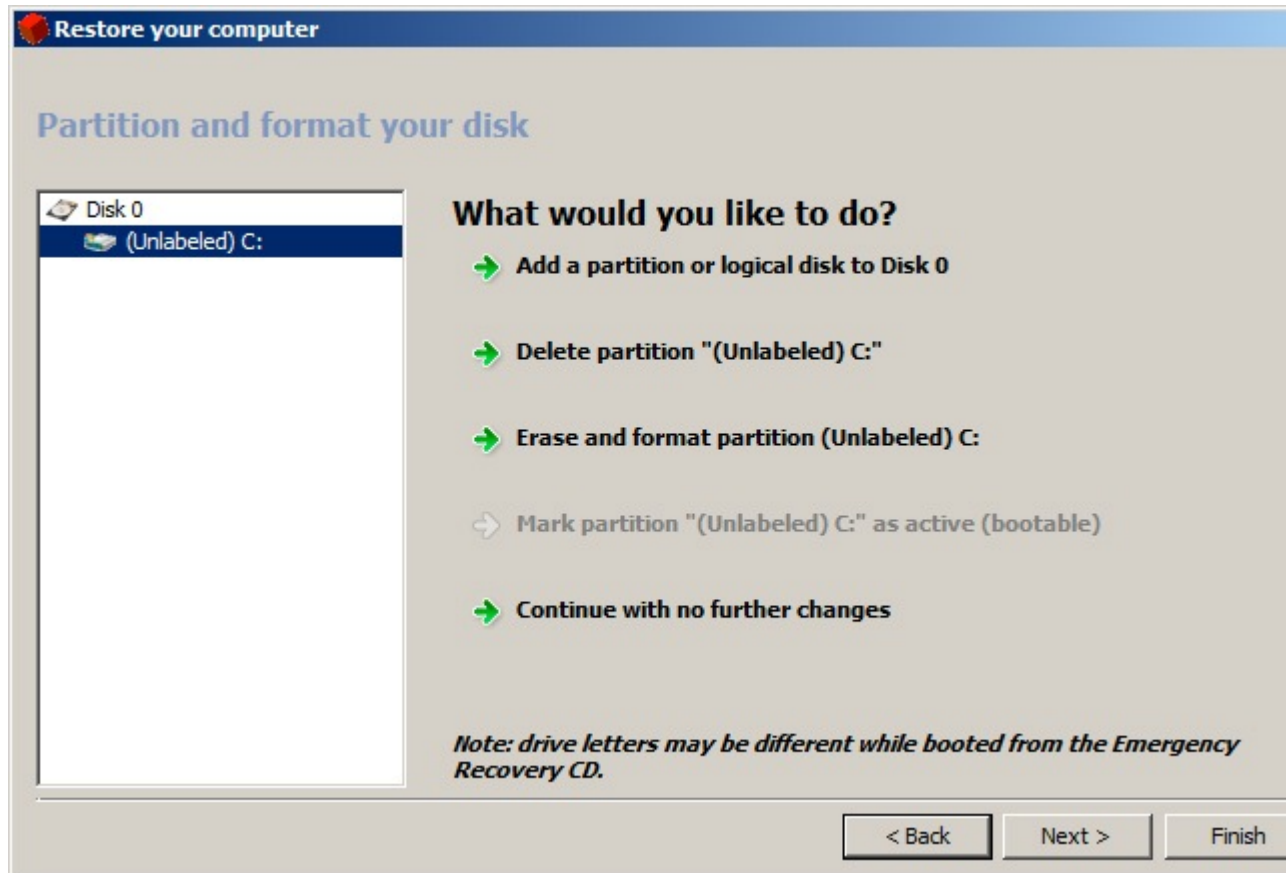 Restore your computer
Partition and format your disk
Disk 0
(Unlabeled) C:
What would you like to do?
Add a partition or logical disk to Disk 0
Delete partition "(Unlabeled) C:"
Erase and format partition (Unlabeled) C:
Mark partition "(Unlabeled) C:" as active (bootable)
Continue with no further changes
Note: drive letters may be different while booted from the Emergency
Recovery CD.
< Back
Next >
Finish